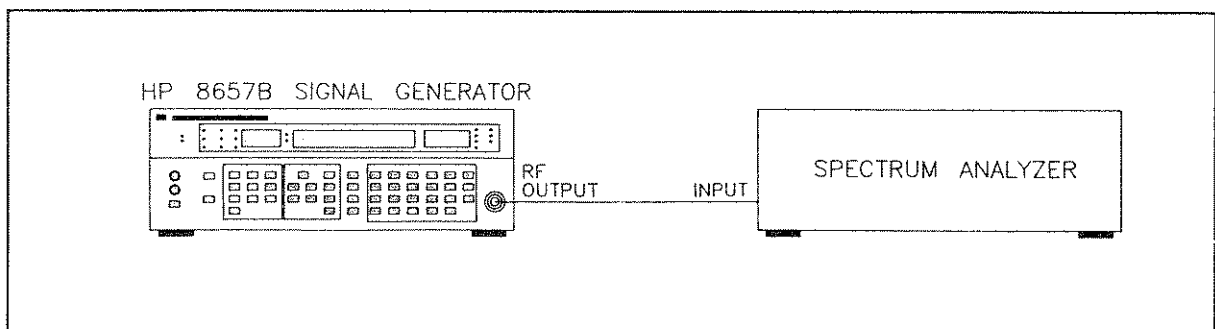 HP 8657B SIGNAL GENERATOR
RF
OUTPUT
INPUT
SPECTRUM ANALYZER